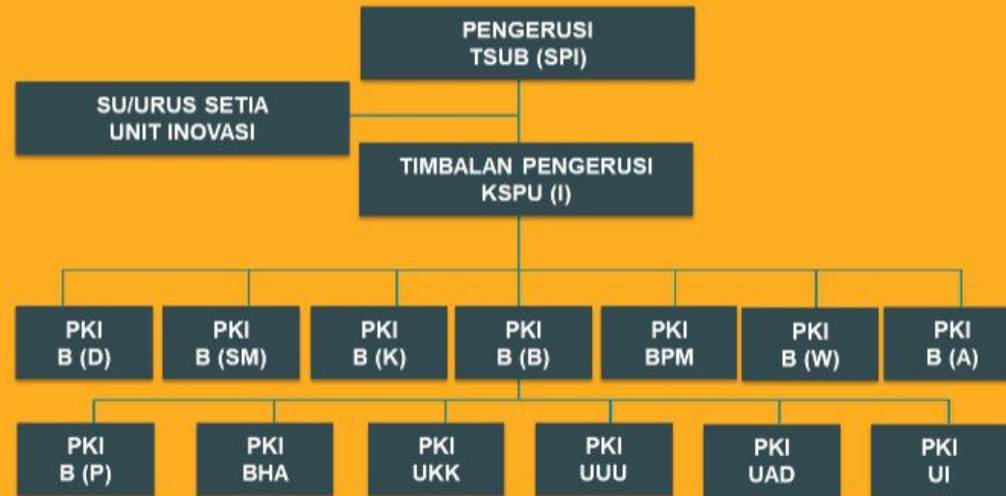 PENGERUSI
TSUB (SPI)
SU/URUS SETIA
UNIT INOVASI
TIMBALAN PENGERUSI
KSPU (I)
PKI
B (D)
PKI
B (SM)
PKI
B (K)
PKI
B (B)
PKI
BPM
PKI
B (W)
PKI
B (A)
PKI
B (P)
PKI
BHA
PKI
UKK
PKI
UUU
PKI
UAD
PKI
UI